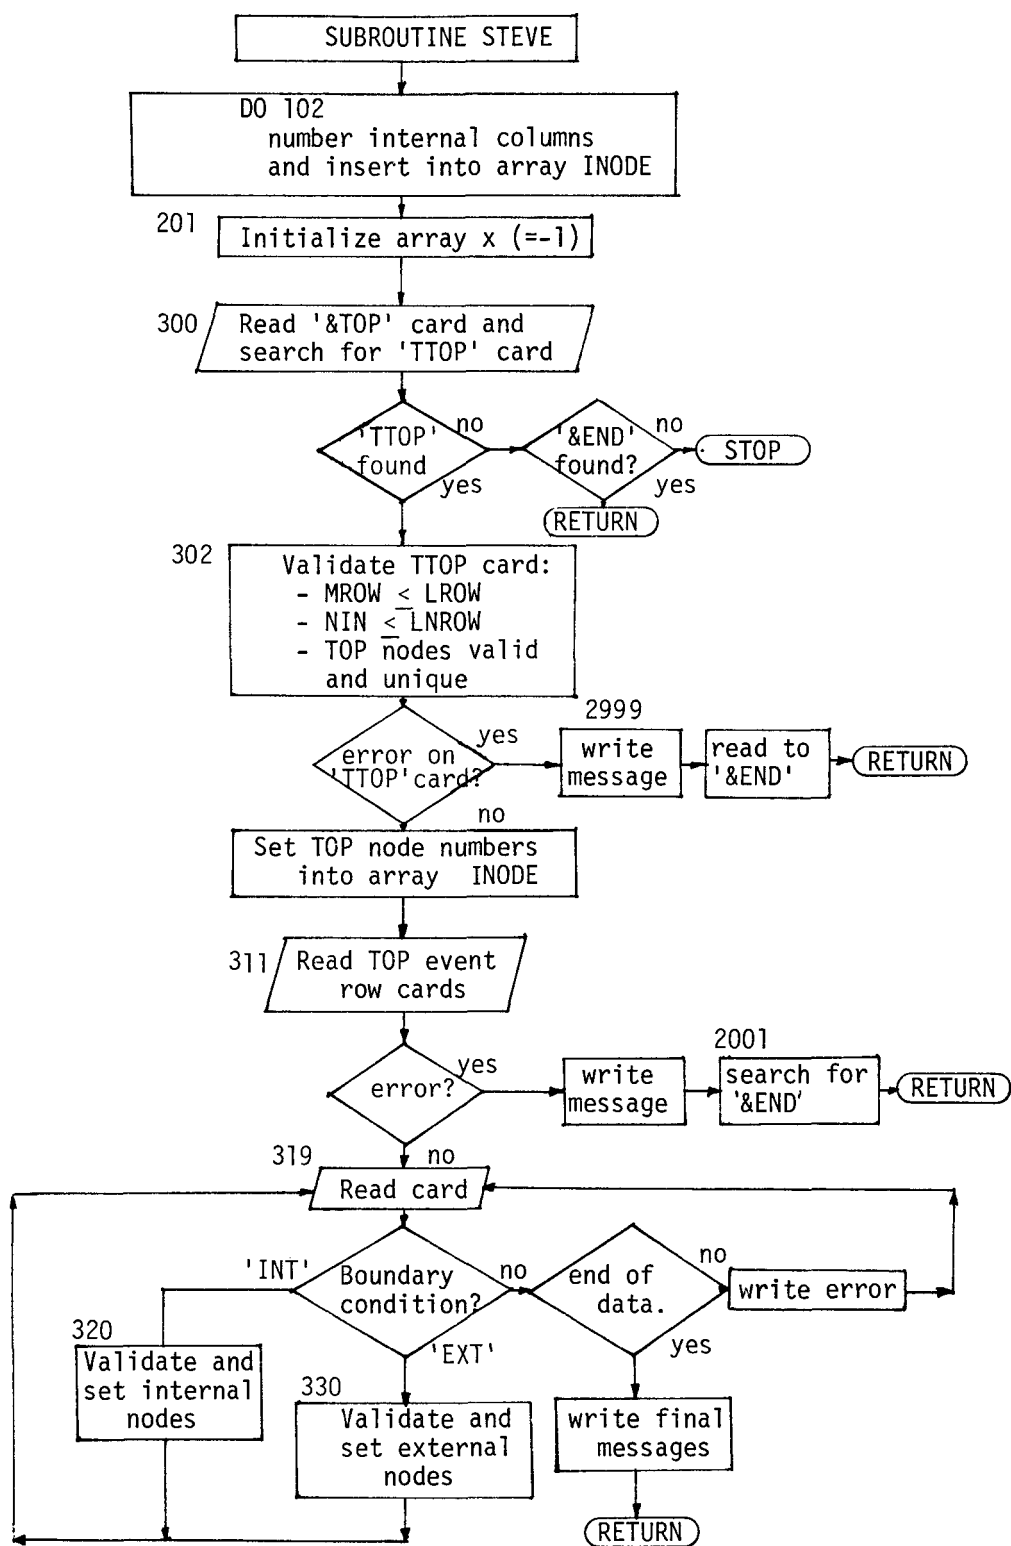 SUBROUTINE STEVE
DO 102
number internal columns
and insert into array INODE
201
Initialize array x (=-1)
300
Read '&TOP' card and
search for 'TTOP' card
'TTOP'
found
no
yes
'&END'
found?
no
yes
STOP
RETURN
302
Validate TTOP card:
- MROW ≤ LROW
- NIN ≤ LNROW
- TOP nodes valid
and unique
error on
'TTOP'card?
yes
no
2999
write
message
read to
'&END'
RETURN
Set TOP node numbers
into array INODE
311
Read TOP event
row cards
error?
yes
no
write
message
2001
search for
'&END'
RETURN
319
Read card
'INT'
Boundary
condition?
no
'EXT'
end of
data.
no
yes
write error
320
Validate and
set internal
nodes
330
Validate and
set external
nodes
write final
messages
RETURN